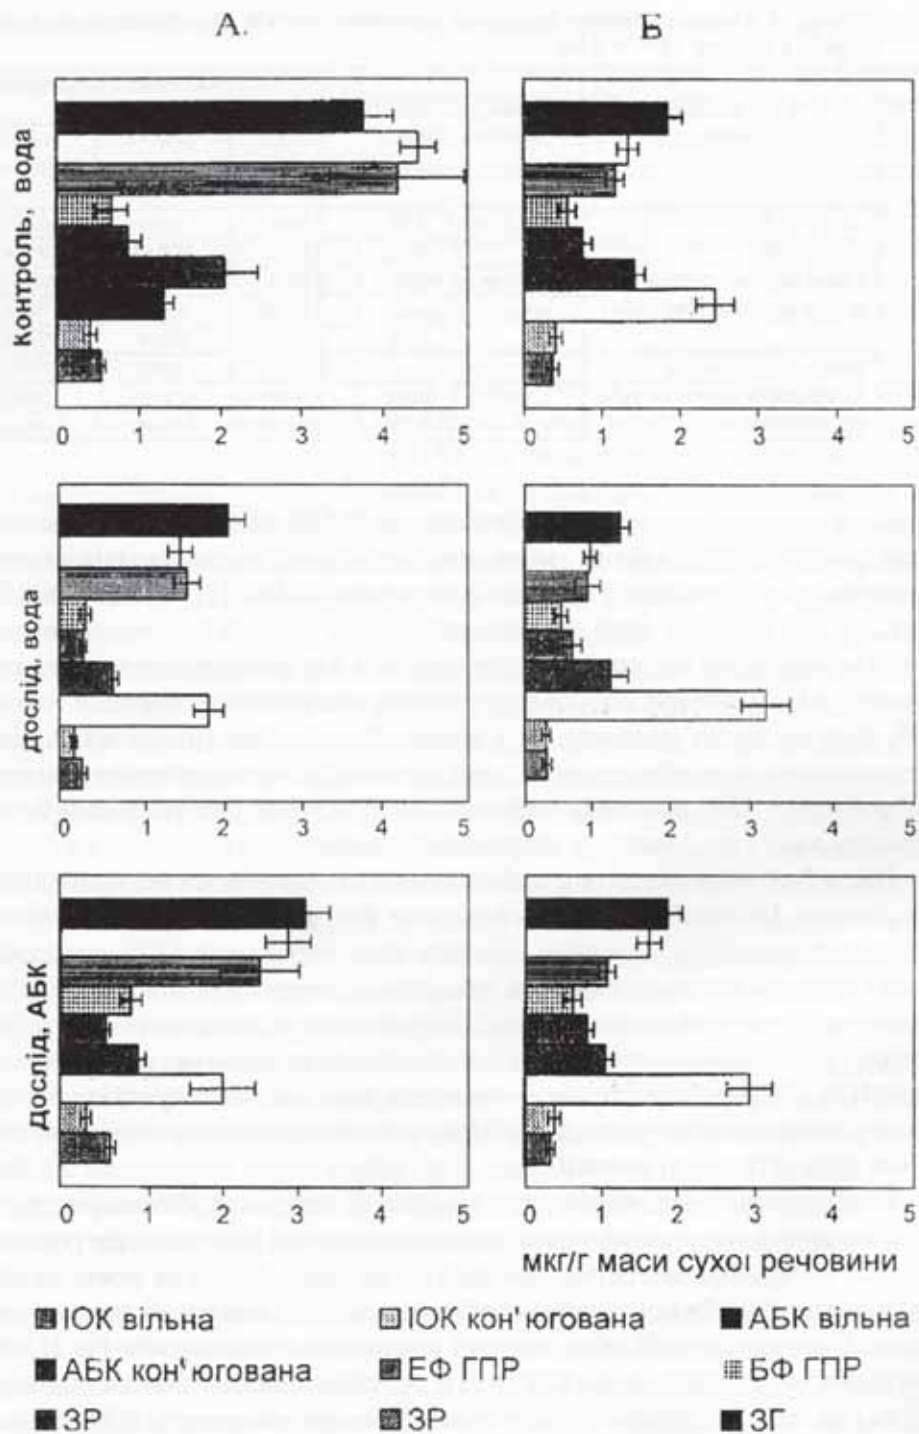 А. Б
Контроль, вода
0 1 2 3 4 5 0 1 2 3 4 5
Дослід, вода
0 1 2 3 4 5 0 1 2 3 4 5
Дослід, АБК
0 1 2 3 4 5 0 1 2 3 4 5
мкг/г маси сухої речовини
ІОК вільна ІОК кон'югована АБК вільна
АБК кон'югована ЕФ ГПР БФ ГПР
ЗР ЗР ЗГ